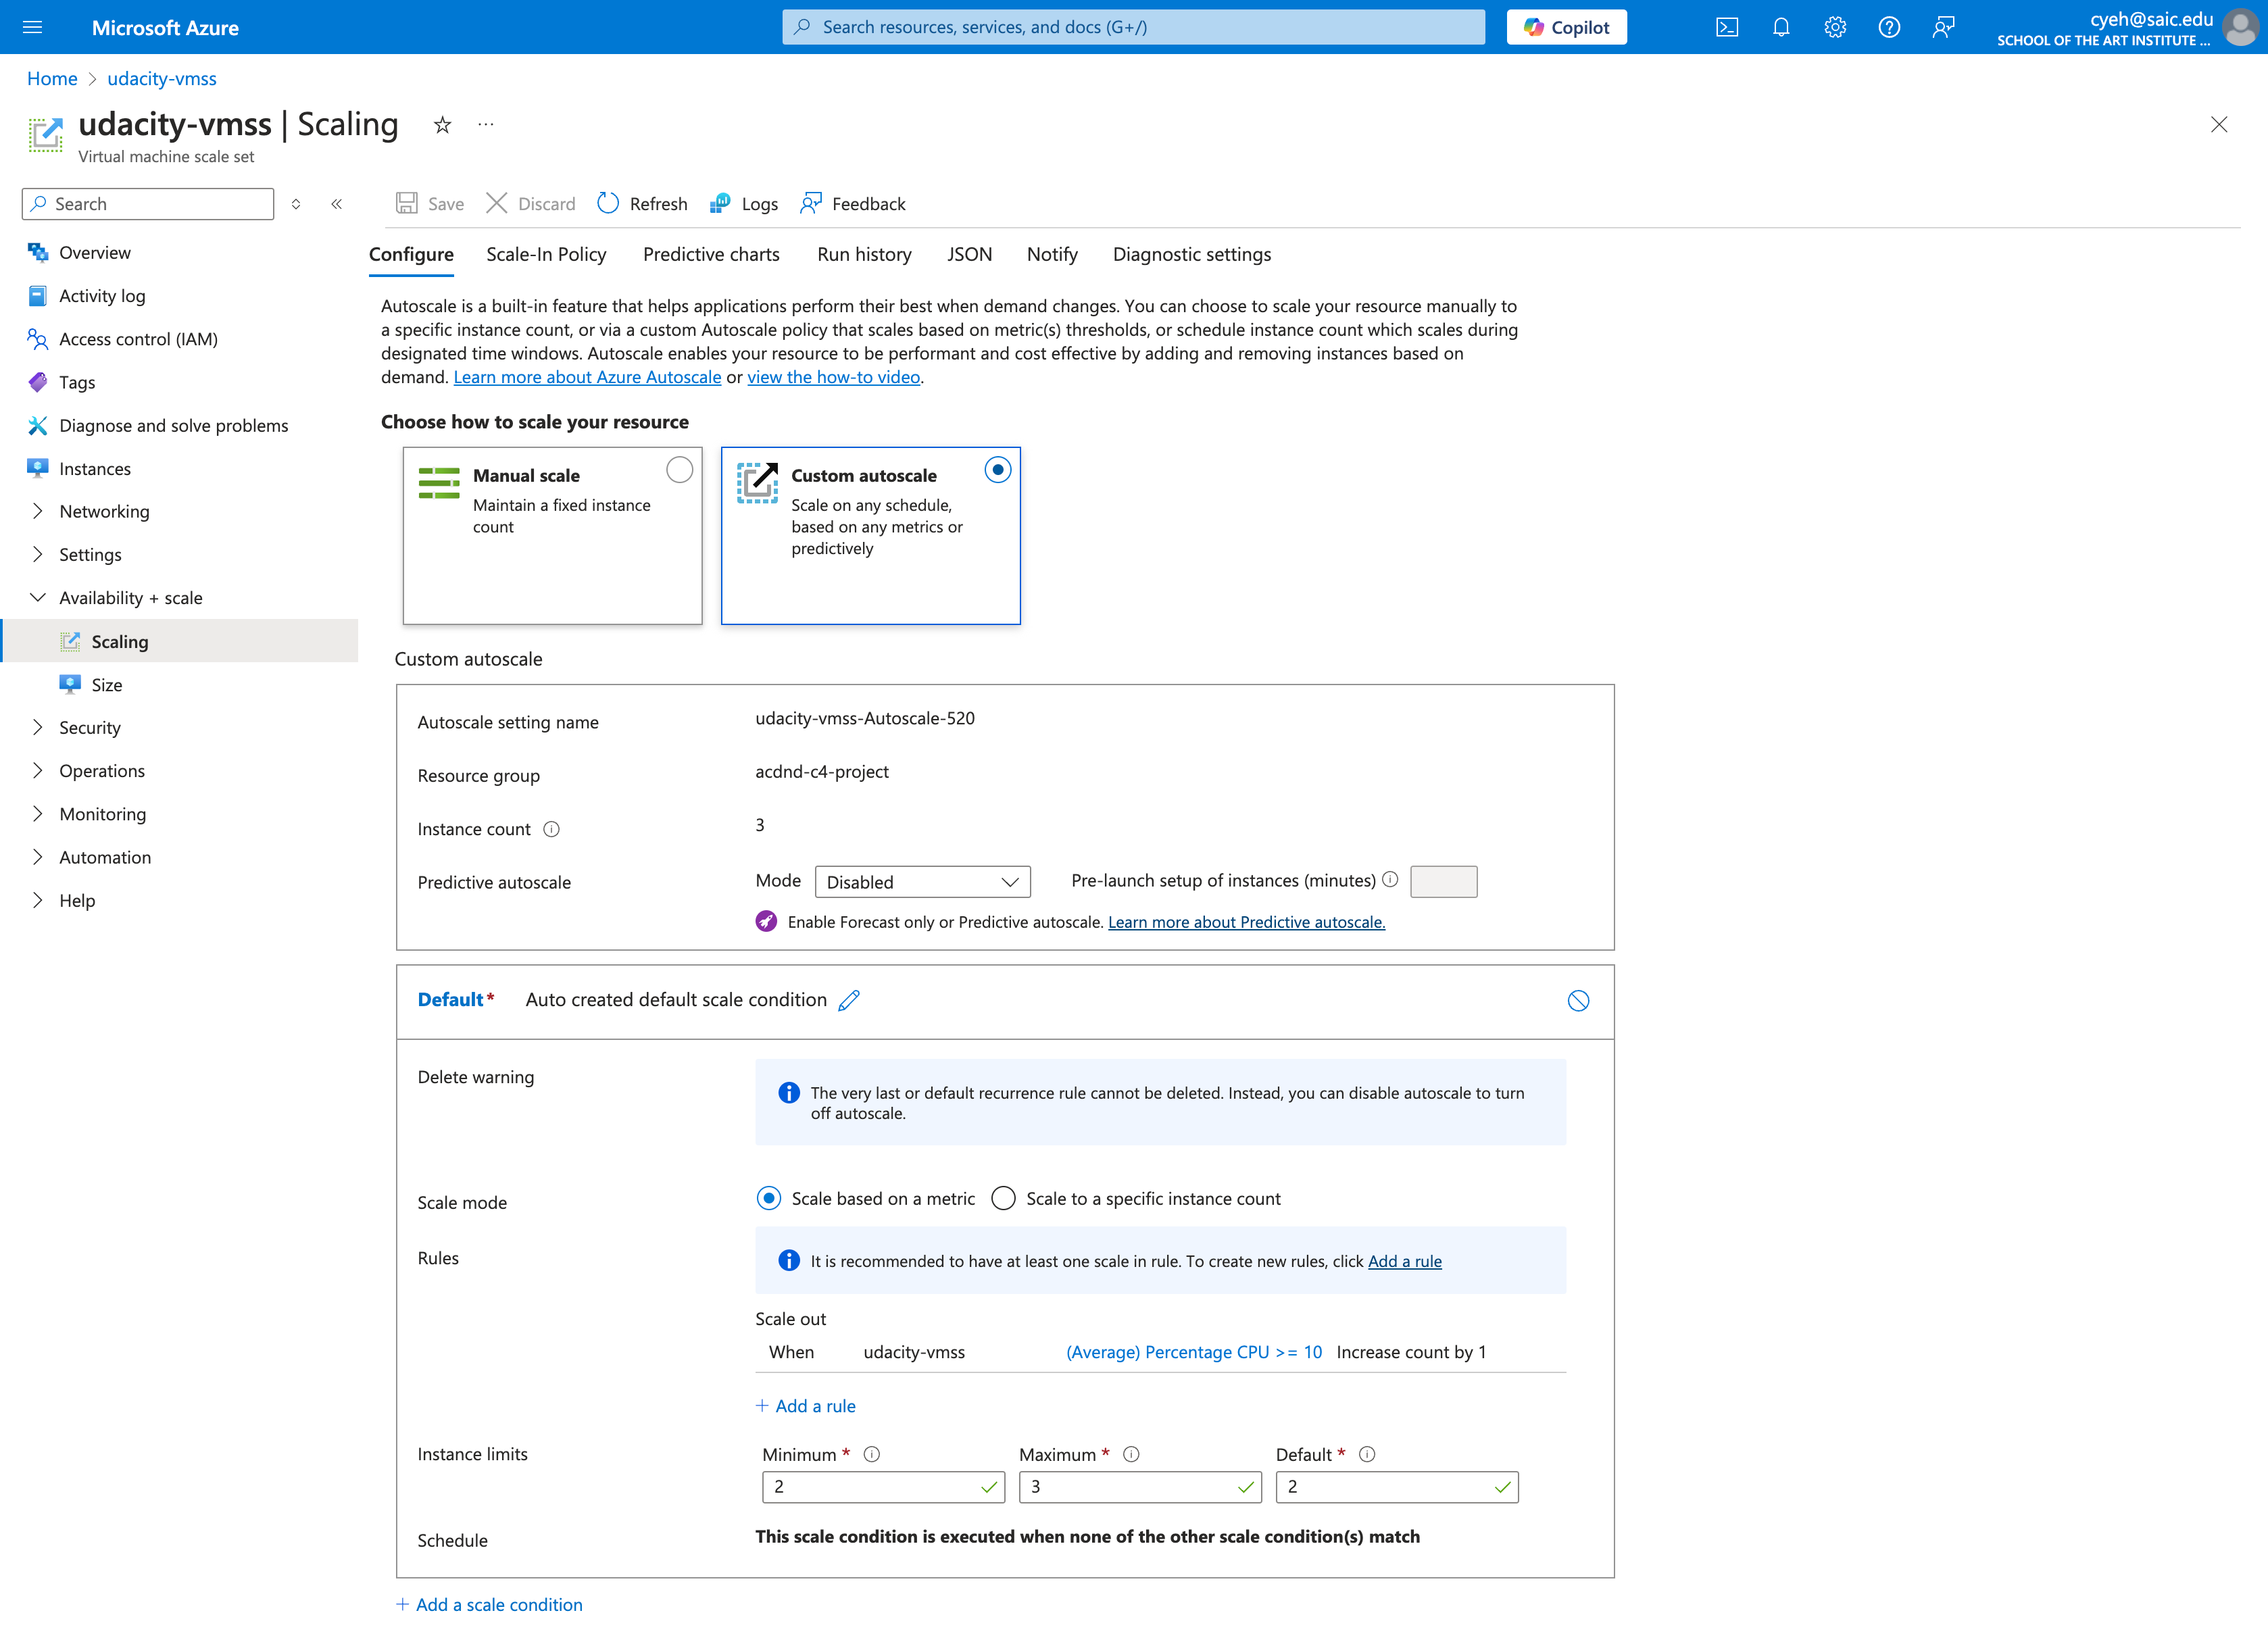 Microsoft Azure
Search resources, services, and docs (G+/)
Copilot
cyeh@saic.edu
SCHOOL OF THE ART INSTITUTE ...
Home > udacity-vmss
udacity-vmss | Scaling
Virtual machine scale set
Search
Save
Discard
Refresh
Logs
Feedback
Overview
Activity log
Access control (IAM)
Tags
Diagnose and solve problems
Instances
Networking
Settings
Availability + scale
Scaling
Size
Security
Operations
Monitoring
Automation
Help
Configure
Scale-In Policy
Predictive charts
Run history
JSON
Notify
Diagnostic settings
Autoscale is a built-in feature that helps applications perform their best when demand changes. You can choose to scale your resource manually to
a specific instance count, or via a custom Autoscale policy that scales based on metric(s) thresholds, or schedule instance count which scales during
designated time windows. Autoscale enables your resource to be performant and cost effective by adding and removing instances based on
demand. Learn more about Azure Autoscale or view the how-to video.
Choose how to scale your resource
Manual scale
Maintain a fixed instance
count
Custom autoscale
Scale on any schedule,
based on any metrics or
predictively
Custom autoscale
Autoscale setting name
udacity-vmss-Autoscale-520
Resource group
acdnd-c4-project
Instance count
3
Predictive autoscale
Mode
Disabled
Pre-launch setup of instances (minutes)
Enable Forecast only or Predictive autoscale. Learn more about Predictive autoscale.
Default*
Auto created default scale condition
Delete warning
The very last or default recurrence rule cannot be deleted. Instead, you can disable autoscale to turn
off autoscale.
Scale mode
Scale based on a metric
Scale to a specific instance count
Rules
It is recommended to have at least one scale in rule. To create new rules, click Add a rule
Scale out
When udacity-vmss (Average) Percentage CPU >= 10 Increase count by 1
+ Add a rule
Instance limits
Minimum *
Maximum *
Default *
2
3
2
Schedule
This scale condition is executed when none of the other scale condition(s) match
+ Add a scale condition